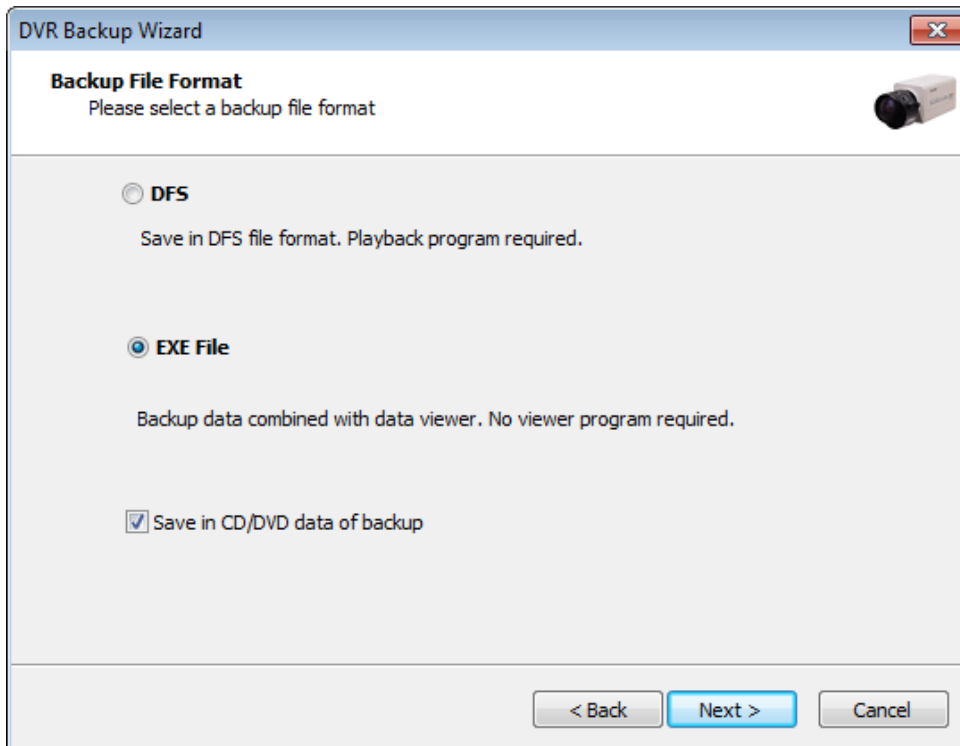 DVR Backup Wizard
Backup File Format
Please select a backup file format
DFS
Save in DFS file format. Playback program required.
EXE File
Backup data combined with data viewer. No viewer program required.
Save in CD/DVD data of backup
< Back
Next >
Cancel